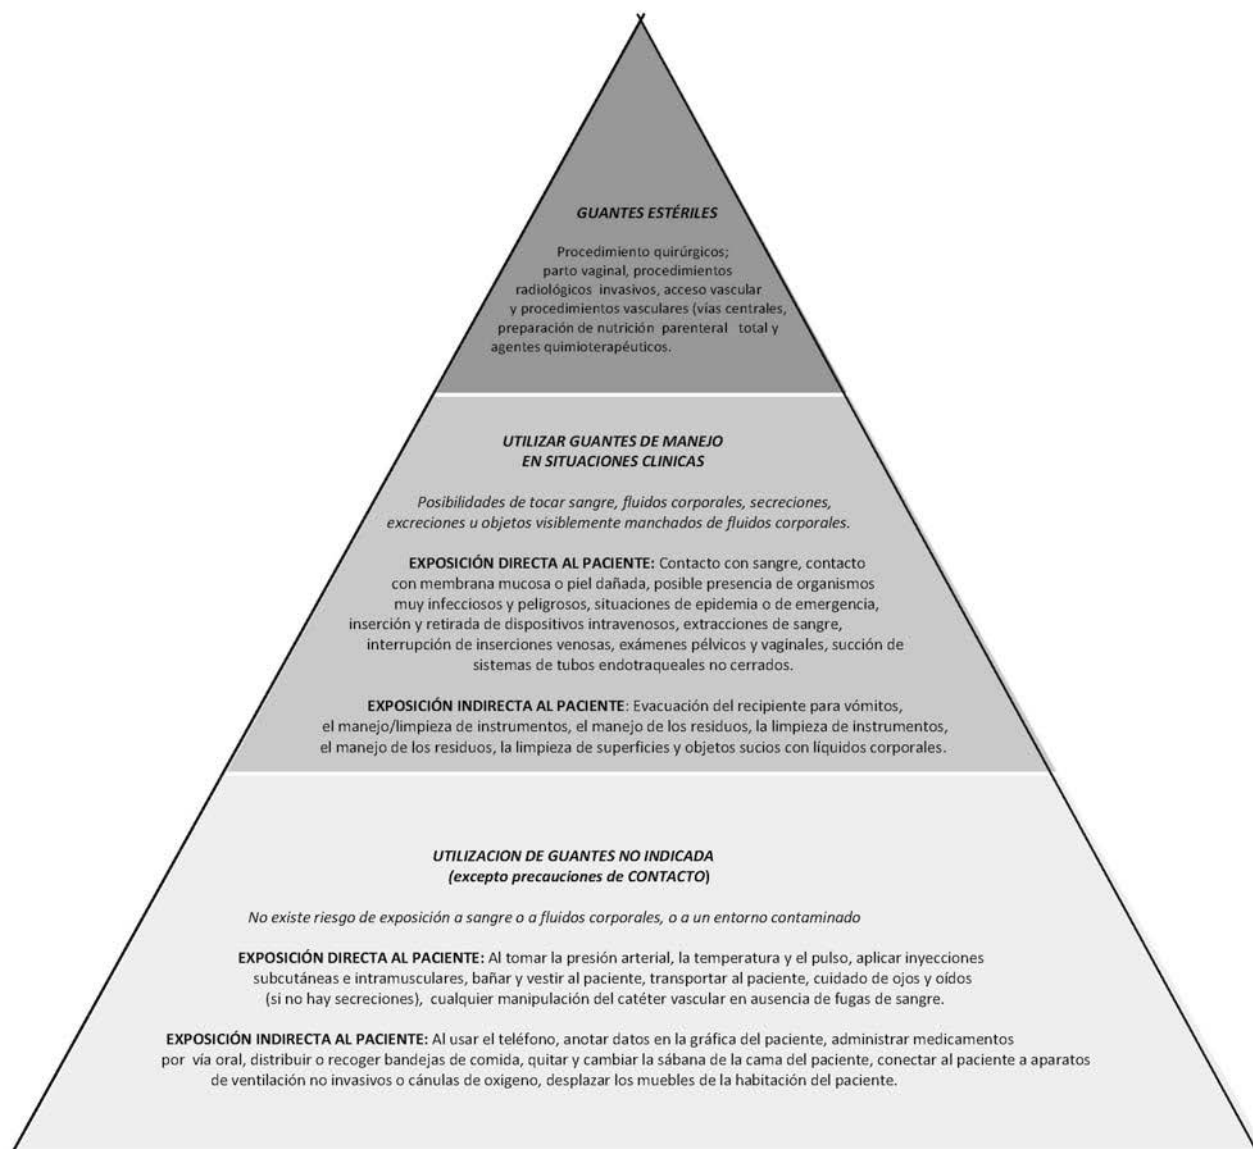 GUANTES ESTÉRILES
Procedimiento quirúrgicos;
parto vaginal, procedimientos
radiológicos invasivos, acceso vascular
y procedimientos vasculares (vías centrales,
preparación de nutrición parenteral total y
agentes quimioterapéuticos.
UTILIZAR GUANTES DE MANEJO
EN SITUACIONES CLINICAS
Posibilidades de tocar sangre, fluidos corporales, secreciones,
excreciones u objetos visiblemente manchados de fluidos corporales.
EXPOSICIÓN DIRECTA AL PACIENTE: Contacto con sangre, contacto
con membrana mucosa o piel dañada, posible presencia de organismos
muy infecciosos y peligrosos, situaciones de epidemia o de emergencia,
inserción y retirada de dispositivos intravenosos, extracciones de sangre,
interrupción de inserciones venosas, exámenes pélvicos y vaginales, succión de
sistemas de tubos endotraqueales no cerrados.
EXPOSICIÓN INDIRECTA AL PACIENTE: Evacuación del recipiente para vómitos,
el manejo/limpieza de instrumentos, el manejo de los residuos, la limpieza de instrumentos,
el manejo de los residuos, la limpieza de superficies y objetos sucios con líquidos corporales.
UTILIZACION DE GUANTES NO INDICADA
(excepto precauciones de CONTACTO)
No existe riesgo de exposición a sangre o a fluidos corporales, o a un entorno contaminado
EXPOSICIÓN DIRECTA AL PACIENTE: Al tomar la presión arterial, la temperatura y el pulso, aplicar inyecciones
subcutáneas e intramusculares, bañar y vestir al paciente, transportar al paciente, cuidado de ojos y oídos
(si no hay secreciones), cualquier manipulación del catéter vascular en ausencia de fugas de sangre.
EXPOSICIÓN INDIRECTA AL PACIENTE: Al usar el teléfono, anotar datos en la gráfica del paciente, administrar medicamentos
por vía oral, distribuir o recoger bandejas de comida, quitar y cambiar la sábana de la cama del paciente, conectar al paciente a aparatos
de ventilación no invasivos o cánulas de oxigeno, desplazar los muebles de la habitación del paciente.